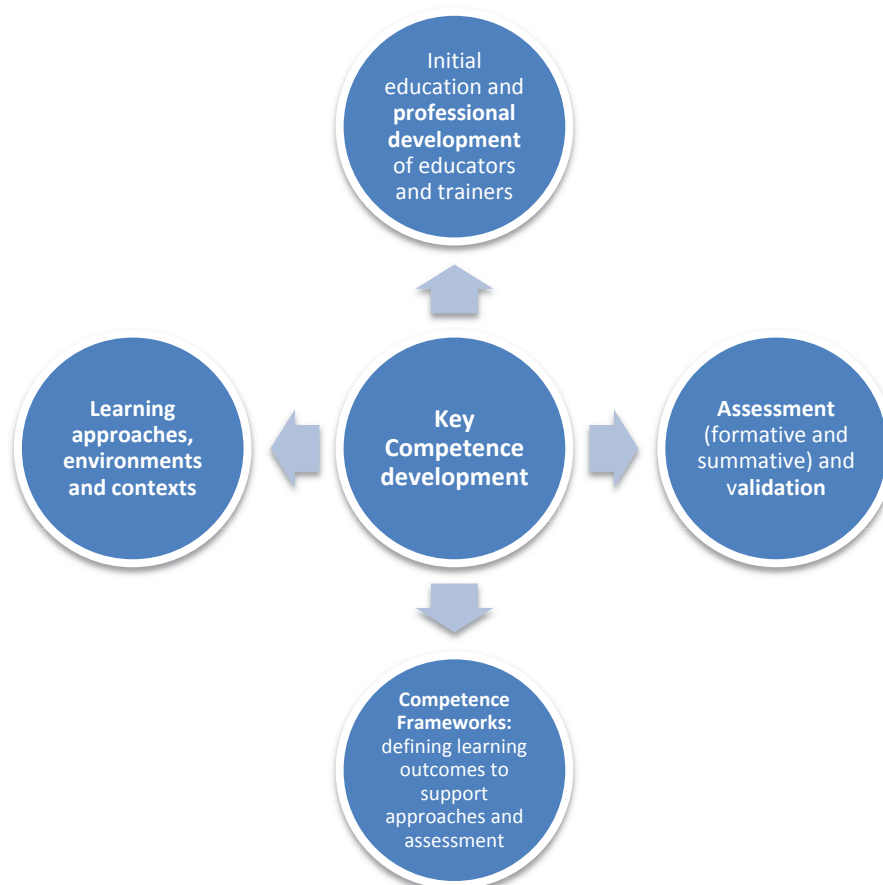 Initial
education and
professional
development
of educators
and trainers
Learning
approaches,
environments
and contexts
Key
Competence
development
Assessment
(formative and
summative) and
validation
Competence
Frameworks:
defining learning
outcomes to
support
approaches and
assessment